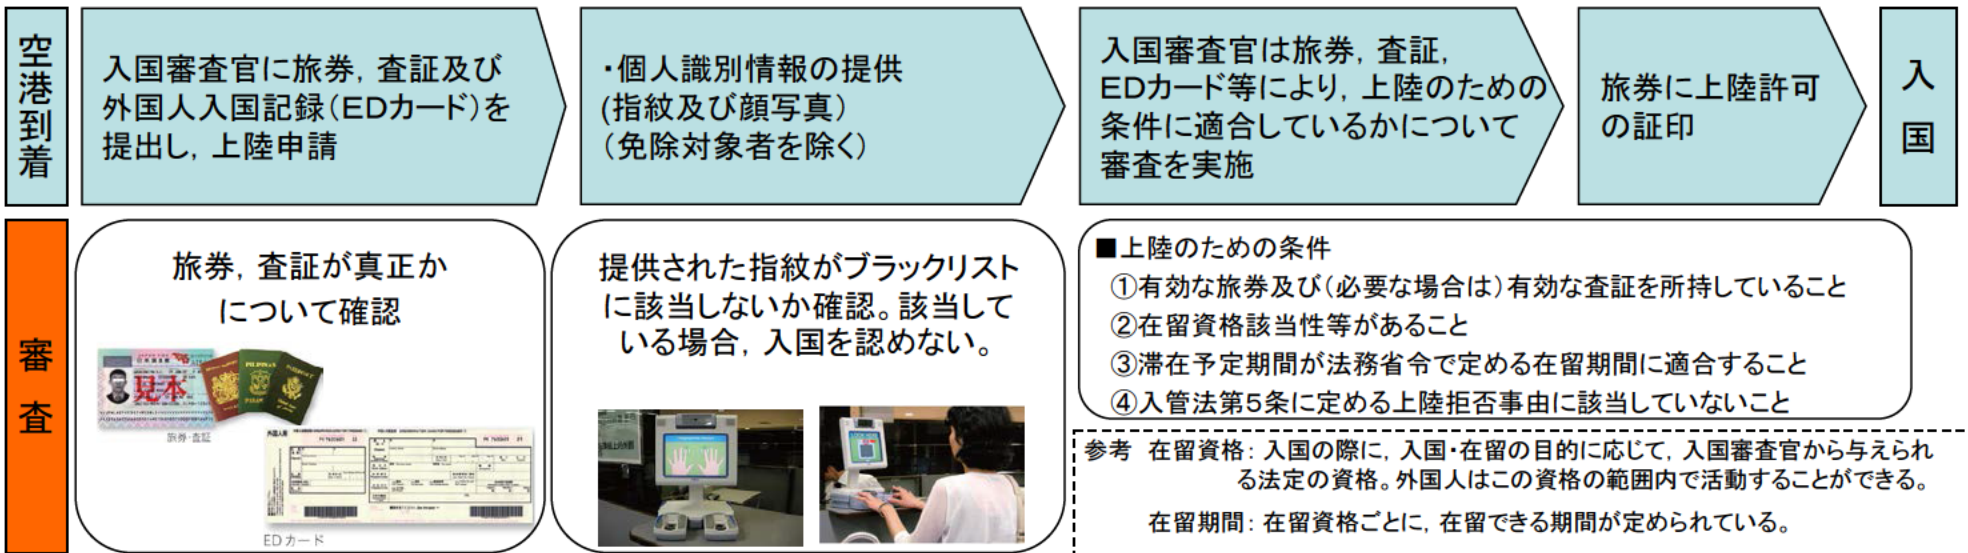 空港到着
入国審査官に旅券，査証及び
外国人入国記録（EDカード）を
提出し，上陸申請
・個人識別情報の提供
(指紋及び顔写真)
（免除対象者を除く）
入国審査官は旅券，査証，
EDカード等により，上陸のための
条件に適合しているかについて
審査を実施
旅券に上陸許可
の証印
入国
審査
旅券，査証が真正か
について確認
見本
PILIPINAS
旅券・査証
外国人用
EDカード
提供された指紋がブラックリスト
に該当しないか確認。該当して
いる場合，入国を認めない。
■上陸のための条件
①有効な旅券及び（必要な場合は）有効な査証を所持していること
②在留資格該当性等があること
③滞在予定期間が法務省令で定める在留期間に適合すること
④入管法第５条に定める上陸拒否事由に該当していないこと
参考 在留資格：入国の際に，入国・在留の目的に応じて，入国審査官から与えられ
る法定の資格。外国人はこの資格の範囲内で活動することができる。
在留期間：在留資格ごとに，在留できる期間が定められている。